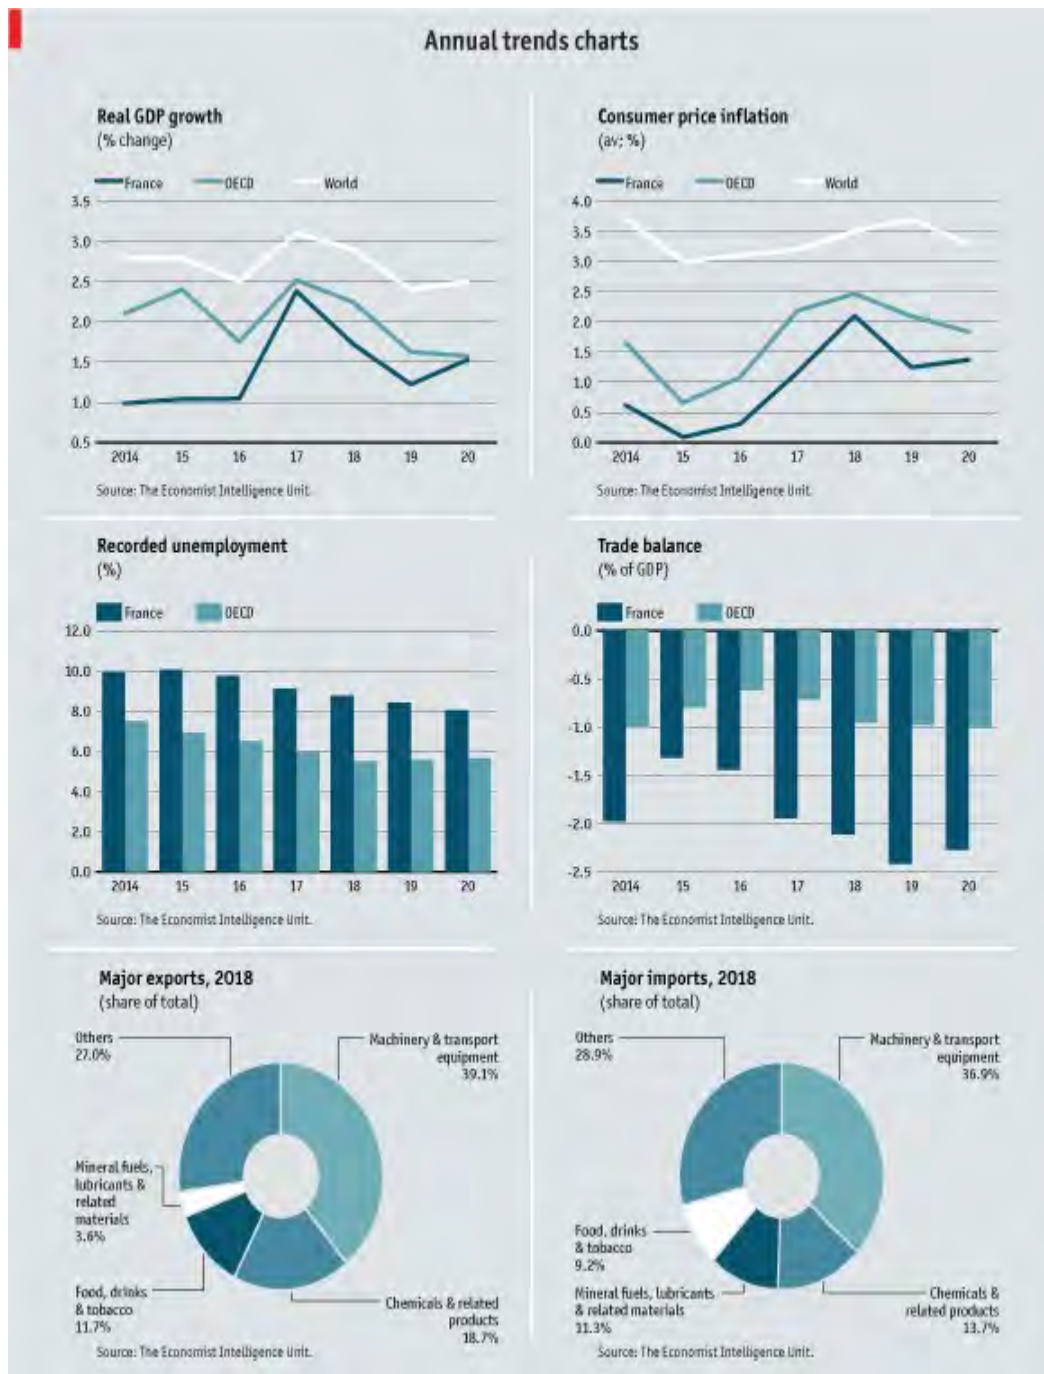 Annual trends charts
Real GDP growth
(% change)
France OECD World
3.5
3.0
2.5
2.0
1.5
1.0
0.5
2014 15 16 17 18 19 20
Source: The Economist Intelligence Unit.
Consumer price inflation
(av; %)
France OECD World
4.0
3.5
3.0
2.5
2.0
1.5
1.0
0.5
0.0
2014 15 16 17 18 19 20
Source: The Economist Intelligence Unit.
Recorded unemployment
(%)
France OECD
12.0
10.0
8.0
6.0
4.0
2.0
0.0
2014 15 16 17 18 19 20
Source: The Economist Intelligence Unit.
Trade balance
(% of GDP)
France OECD
0.0
-0.5
-1.0
-1.5
-2.0
-2.5
2014 15 16 17 18 19 20
Source: The Economist Intelligence Unit.
Major exports, 2018
(share of total)
Others
27.0%
Machinery & transport
equipment
39.1%
Mineral fuels,
lubricants &
related
materials
3.6%
Food, drinks
& tobacco
11.7%
Chemicals & related
products
18.7%
Source: The Economist Intelligence Unit.
Major imports, 2018
(share of total)
Others
28.9%
Machinery & transport
equipment
36.9%
Food, drinks
& tobacco
9.2%
Mineral fuels, lubricants
& related materials
11.3%
Chemicals &
related products
13.7%
Source: The Economist Intelligence Unit.